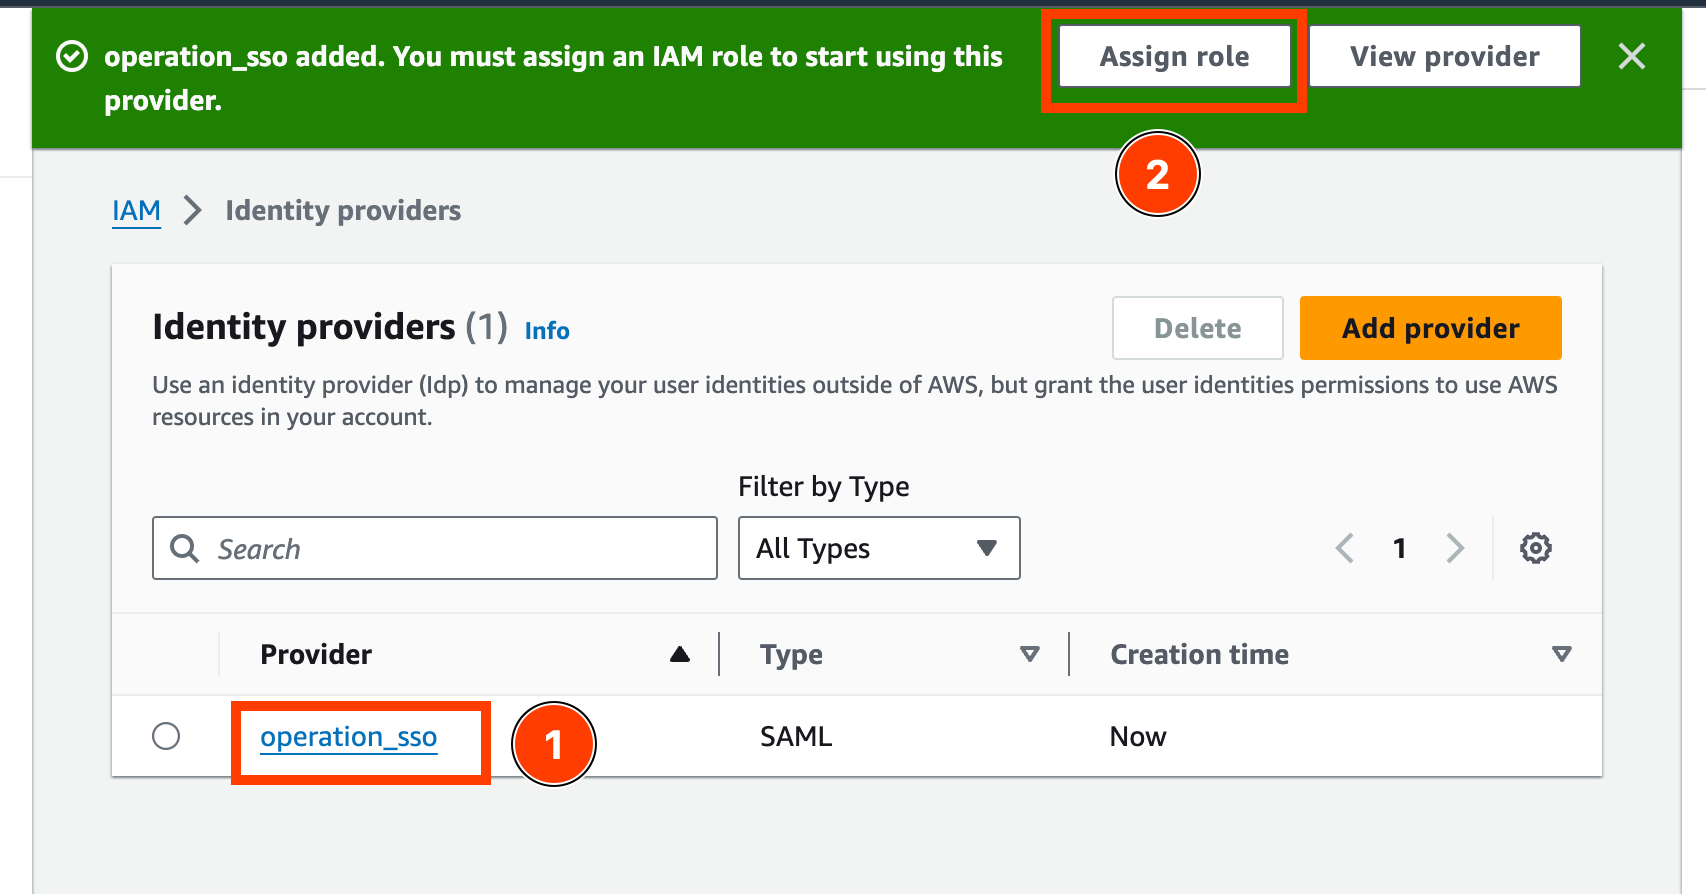 operation_sso added. You must assign an IAM role to start using this
provider.
Assign role
View provider
2
IAM
Identity providers
Identity providers (1) Info
Delete
Add provider
Use an identity provider (Idp) to manage your user identities outside of AWS, but grant the user identities permissions to use AWS
resources in your account.
Filter by Type
Search
All Types
1
Provider
Type
Creation time
operation_sso
1
SAML
Now